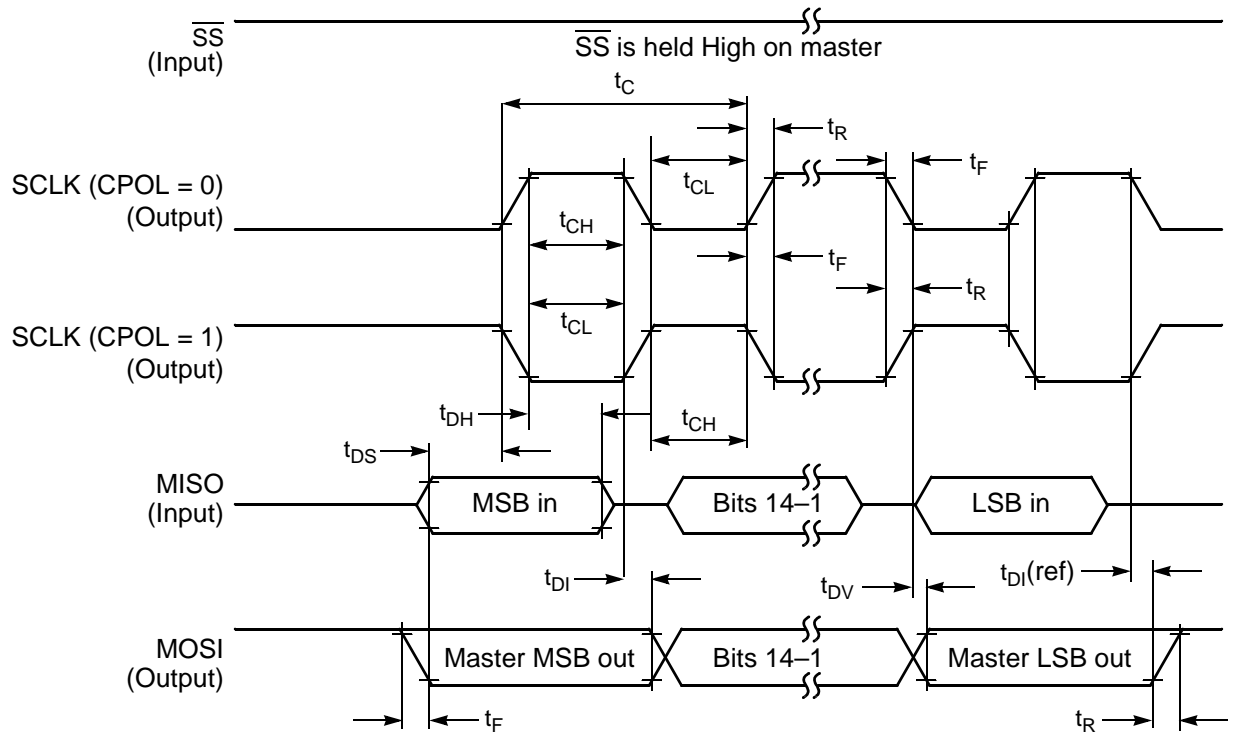 SS
(Input)
SS is held High on master
tC
tR
tF
SCLK (CPOL = 0)
(Output)
tCL
tCH
tF
tR
SCLK (CPOL = 1)
(Output)
tCL
tDH
tCH
tDS
MISO
(Input)
MSB in
Bits 14–1
LSB in
tDI
tDV
tDI(ref)
MOSI
(Output)
Master MSB out
Bits 14–1
Master LSB out
tF
tR